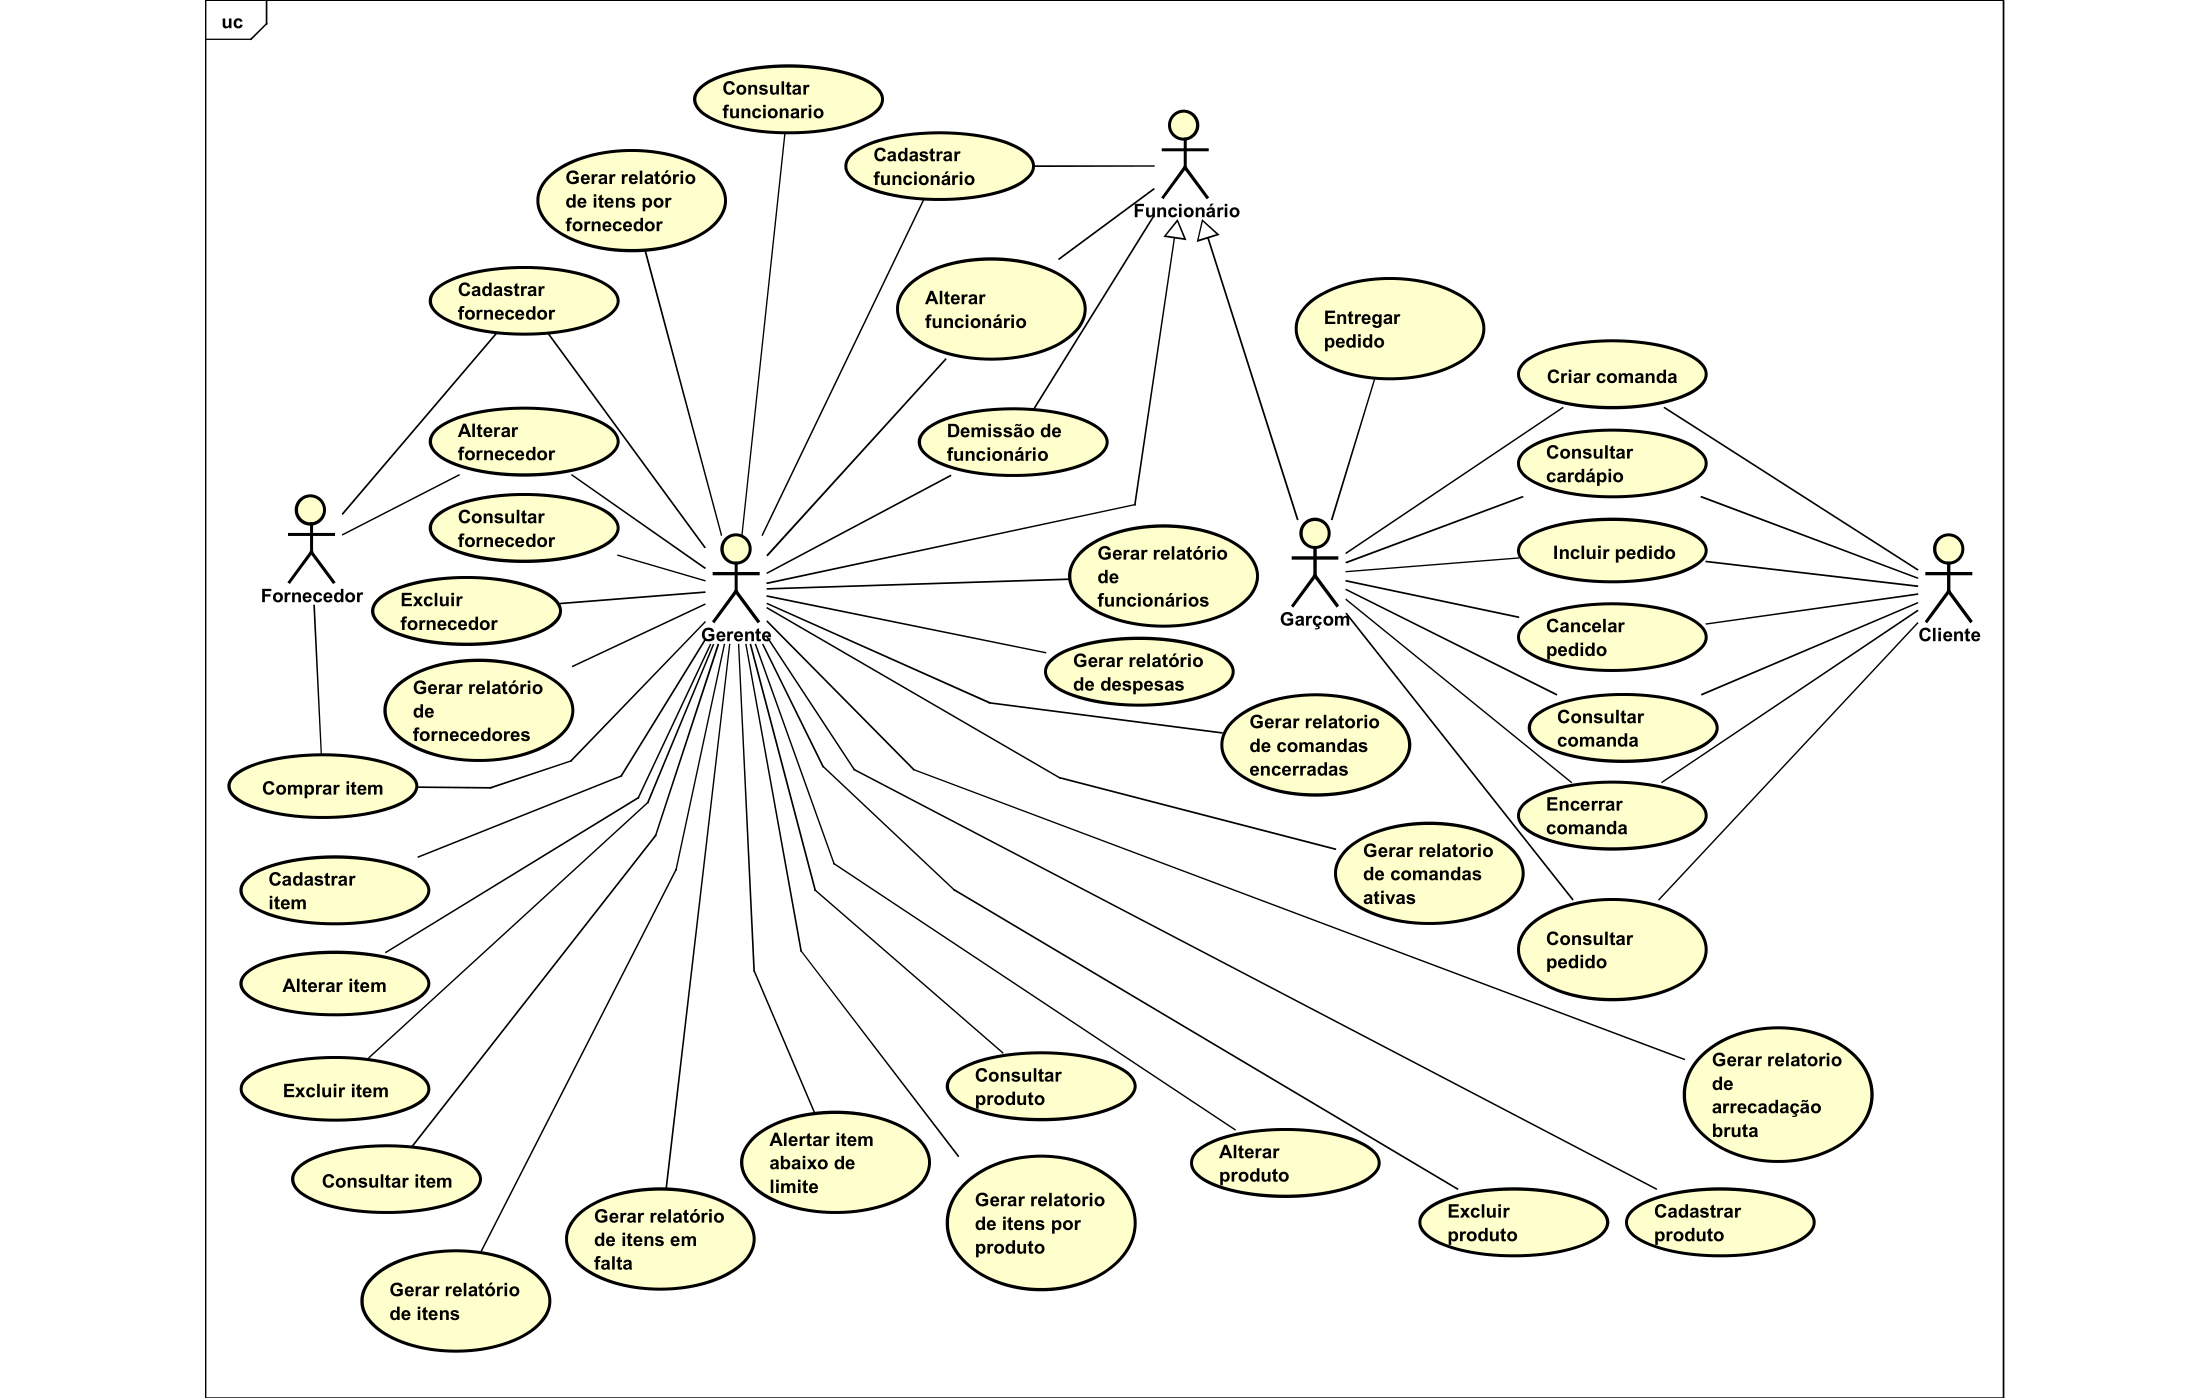 uc
Consultar
funcionario
Cadastrar
funcionário
Gerar relatório
de itens por
fornecedor
Funcionário
Cadastrar
fornecedor
Alterar
funcionário
Entregar
pedido
Criar comanda
Alterar
fornecedor
Demissão de
funcionário
Consultar
cardápio
Consultar
fornecedor
Gerar relatório
de
funcionários
Incluir pedido
Fornecedor
Excluir
fornecedor
Gerente
Garçom
Cancelar
pedido
Cliente
Gerar relatório
de despesas
Gerar relatório
de
fornecedores
Gerar relatorio
de comandas
encerradas
Consultar
comanda
Comprar item
Encerrar
comanda
Cadastrar
item
Gerar relatorio
de comandas
ativas
Consultar
pedido
Alterar item
Excluir item
Consultar
produto
Gerar relatorio
de
arrecadação
bruta
Consultar item
Alertar item
abaixo de
limite
Alterar
produto
Gerar relatório
de itens em
falta
Gerar relatorio
de itens por
produto
Excluir
produto
Cadastrar
produto
Gerar relatório
de itens